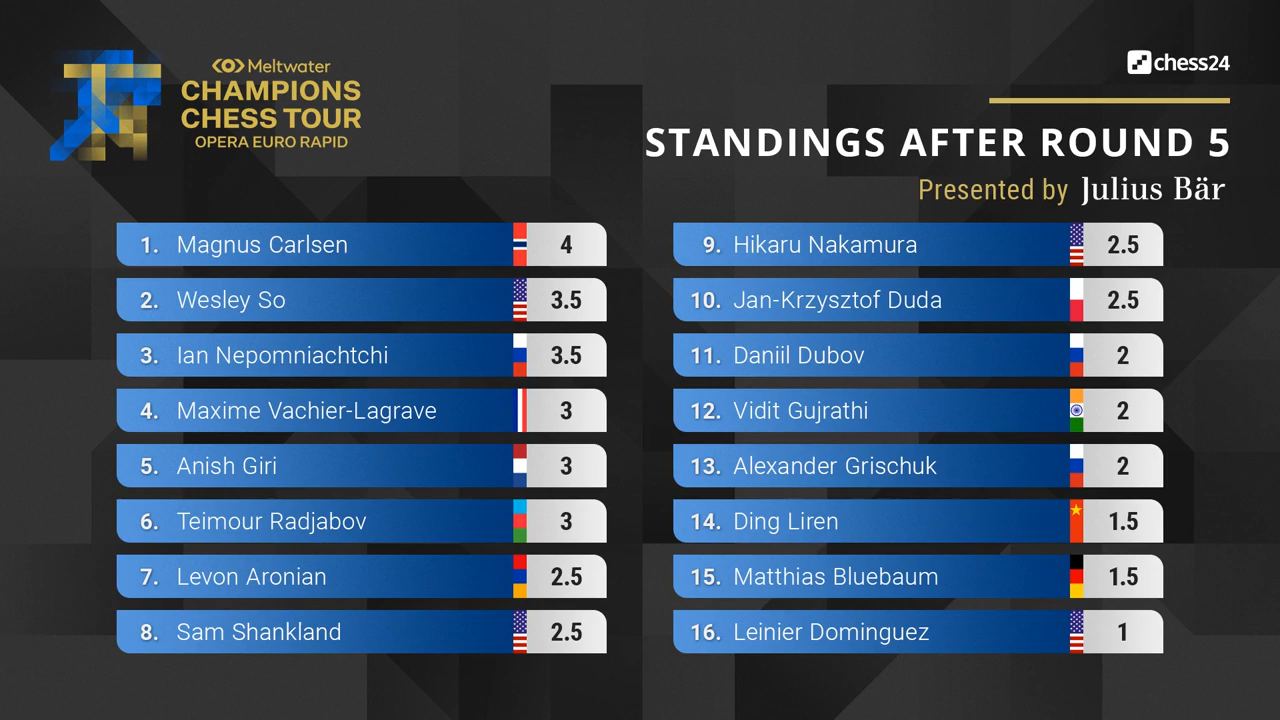 Meltwater
CHAMPIONS
CHESS TOUR
OPERA EURO RAPID
chess24
STANDINGS AFTER ROUND 5
Presented by Julius Bär
1. Magnus Carlsen 4
2. Wesley So 3.5
3. Ian Nepomniachtchi 3.5
4. Maxime Vachier-Lagrave 3
5. Anish Giri 3
6. Teimour Radjabov 3
7. Levon Aronian 2.5
8. Sam Shankland 2.5
9. Hikaru Nakamura 2.5
10. Jan-Krzysztof Duda 2.5
11. Daniil Dubov 2
12. Vidit Gujrathi 2
13. Alexander Grischuk 2
14. Ding Liren 1.5
15. Matthias Bluebaum 1.5
16. Leinier Dominguez 1